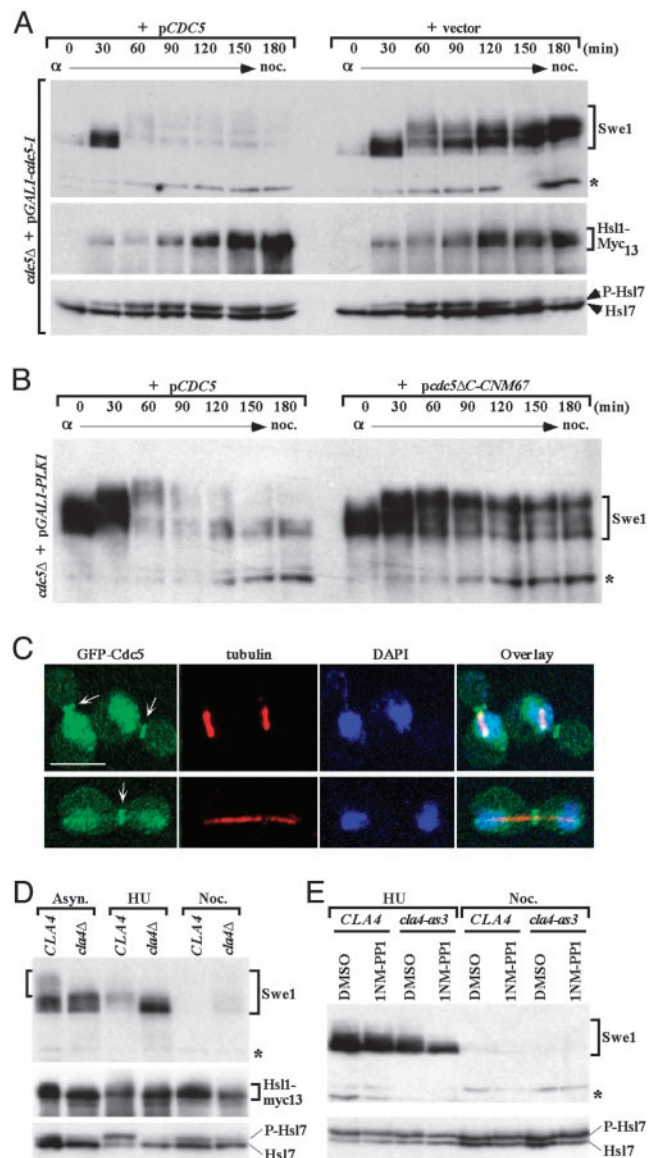 A
+ pCDC5 + vector
0 30 60 90 120 150 180 0 30 60 90 120 150 180 (min)
α noc. α noc.
cdc5Δ + pGAL1-cdc5-1
Swe1
*
Hsl1-
Myc13
P-Hsl7
Hsl7
B
+ pCDC5 + pcdc5ΔC-CNM67
0 30 60 90 120 150 180 0 30 60 90 120 150 180 (min)
α noc. α noc.
cdc5Δ + pGAL1-PLK1
Swe1
*
C
GFP-Cdc5 tubulin DAPI Overlay
D
Asyn. HU Noc.
CLA4 cla4Δ CLA4 cla4Δ CLA4 cla4Δ
Swe1
*
Hsl1-
myc13
P-Hsl7
Hsl7
E
HU Noc.
CLA4 cla4-as3 CLA4 cla4-as3
DMSO 1NM-PP1 DMSO 1NM-PP1 DMSO 1NM-PP1 DMSO 1NM-PP1
Swe1
*
P-Hsl7
Hsl7